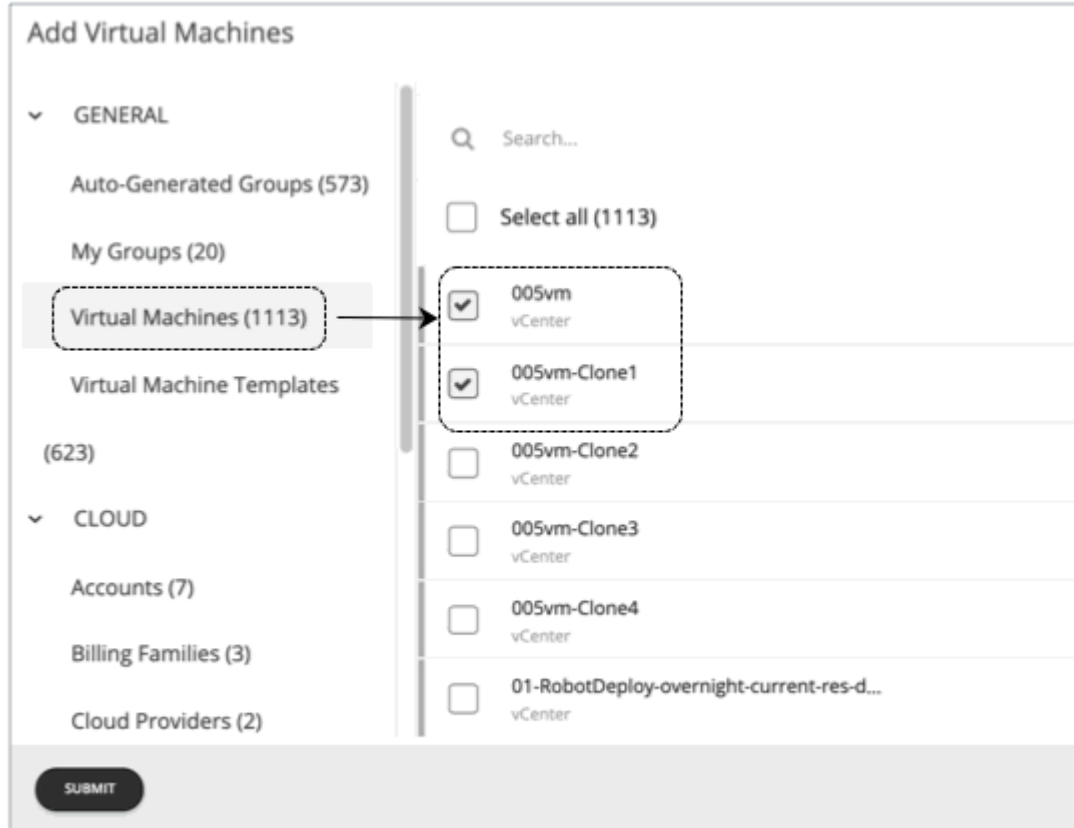 Add Virtual Machines
GENERAL
Auto-Generated Groups (573)
My Groups (20)
Virtual Machines (1113)
Virtual Machine Templates
(623)
CLOUD
Accounts (7)
Billing Families (3)
Cloud Providers (2)
Search...
Select all (1113)
005vm
vCenter
005vm-Clone1
vCenter
005vm-Clone2
vCenter
005vm-Clone3
vCenter
005vm-Clone4
vCenter
01-RobotDeploy-overnight-current-res-d...
vCenter
SUBMIT